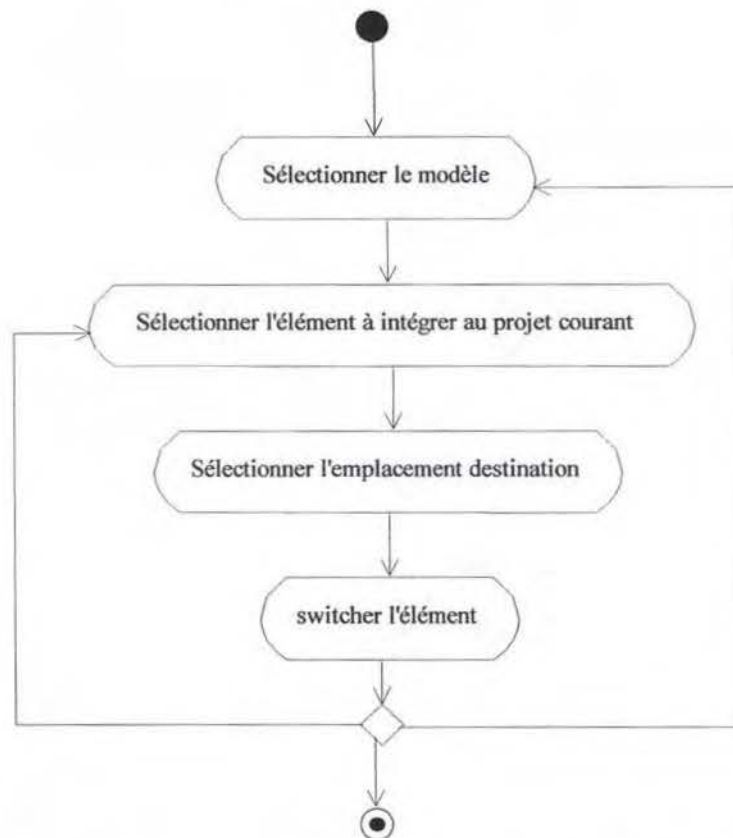 Sélectionner le modèle
Sélectionner l'élément à intégrer au projet courant
Sélectionner l'emplacement destination
switcher l'élément